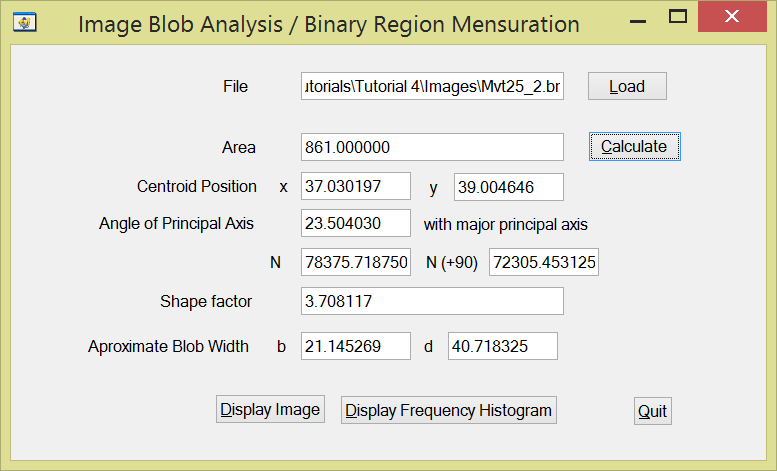 Image Blob Analysis / Binary Region Mensuration
File utorials\Tutorial 4\Images\Mvt25_2.br Load
Area 861.000000 Calculate
Centroid Position x 37.030197 y 39.004646
Angle of Principal Axis 23.504030 with major principal axis
N 78375.718750 N (+90) 72305.453125
Shape factor 3.708117
Aproximate Blob Width b 21.145269 d 40.718325
Display Image Display Frequency Histogram Quit